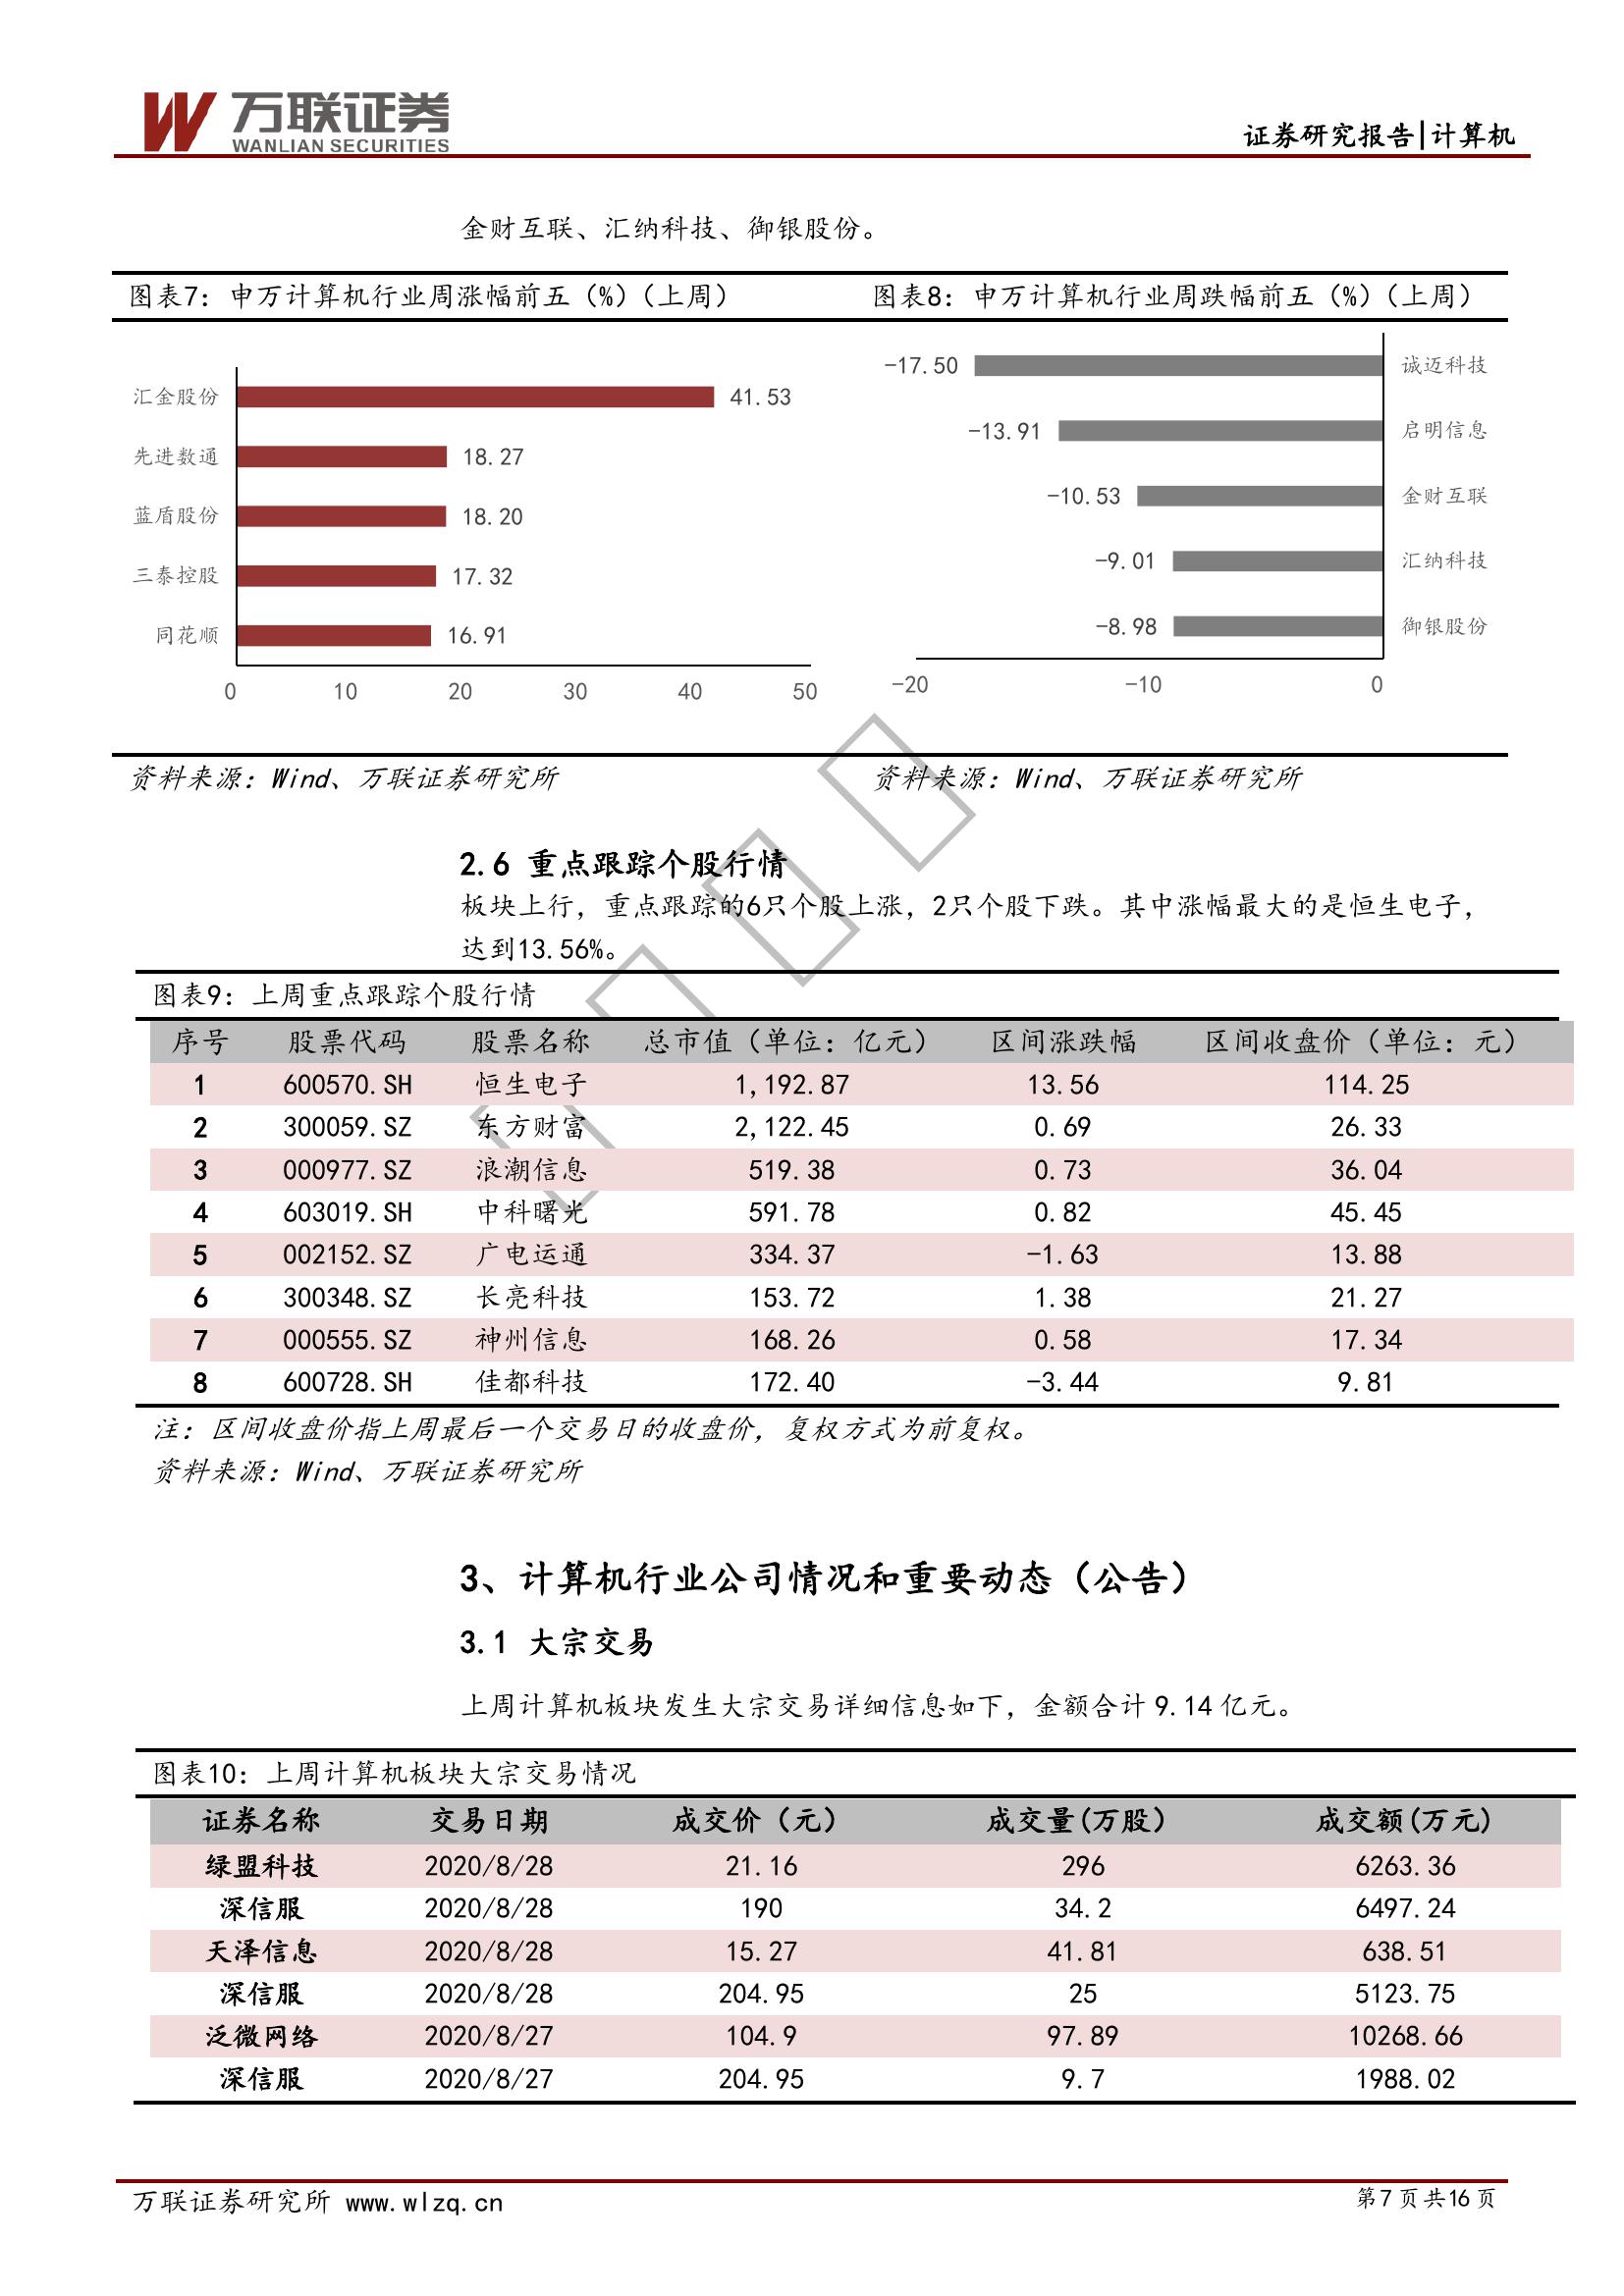 万联证券
WANLIAN SECURITIES
证券研究报告|计算机
金财互联、汇纳科技、御银股份。
图表7：申万计算机行业周涨幅前五（%）（上周）
汇金股份 41.53
先进数通 18.27
蓝盾股份 18.20
三泰控股 17.32
同花顺 16.91
0 10 20 30 40 50
资料来源：Wind、万联证券研究所
图表8：申万计算机行业周跌幅前五（%）（上周）
-17.50 诚迈科技
-13.91 启明信息
-10.53 金财互联
-9.01 汇纳科技
-8.98 御银股份
-20 -10 0
资料来源：Wind、万联证券研究所
2.6 重点跟踪个股行情
板块上行，重点跟踪的6只个股上涨，2只个股下跌。其中涨幅最大的是恒生电子，
达到13.56%。
图表9：上周重点跟踪个股行情
序号 股票代码 股票名称 总市值（单位：亿元） 区间涨跌幅 区间收盘价（单位：元）
1 600570.SH 恒生电子 1,192.87 13.56 114.25
2 300059.SZ 东方财富 2,122.45 0.69 26.33
3 000977.SZ 浪潮信息 519.38 0.73 36.04
4 603019.SH 中科曙光 591.78 0.82 45.45
5 002152.SZ 广电运通 334.37 -1.63 13.88
6 300348.SZ 长亮科技 153.72 1.38 21.27
7 000555.SZ 神州信息 168.26 0.58 17.34
8 600728.SH 佳都科技 172.40 -3.44 9.81
注：区间收盘价指上周最后一个交易日的收盘价，复权方式为前复权。
资料来源：Wind、万联证券研究所
3、计算机行业公司情况和重要动态（公告）
3.1 大宗交易
上周计算机板块发生大宗交易详细信息如下，金额合计 9.14 亿元。
图表10：上周计算机板块大宗交易情况
证券名称 交易日期 成交价（元） 成交量(万股） 成交额(万元)
绿盟科技 2020/8/28 21.16 296 6263.36
深信服 2020/8/28 190 34.2 6497.24
天泽信息 2020/8/28 15.27 41.81 638.51
深信服 2020/8/28 204.95 25 5123.75
泛微网络 2020/8/27 104.9 97.89 10268.66
深信服 2020/8/27 204.95 9.7 1988.02
万联证券研究所 www.wlzq.cn
第7页共16页